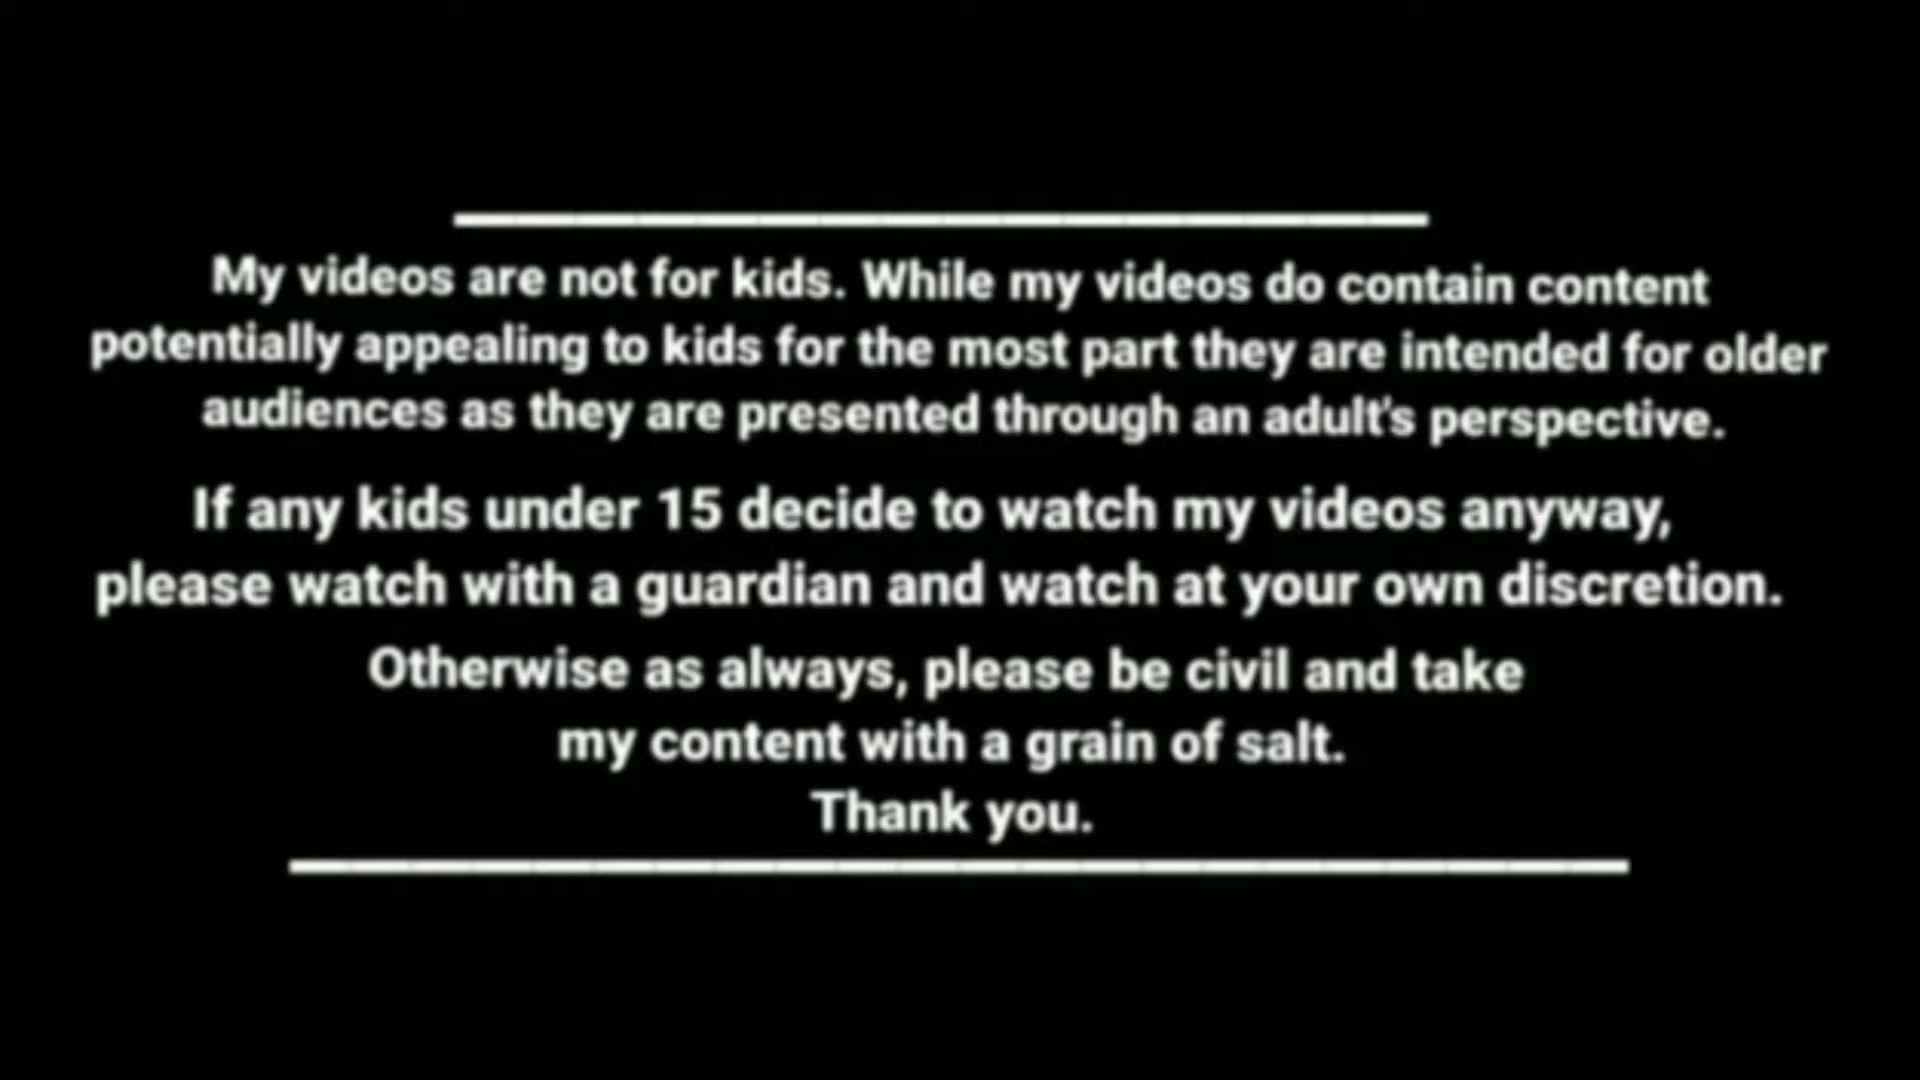 My videos are not for kids. While my videos do contain content
potentially appealing to kids for the most part they are intended for older
audiences as they are presented through an adult's perspective.
If any kids under 15 decide to watch my videos anyway,
please watch with a guardian and watch at your own discretion.
Otherwise as always, please be civil and take
my content with a grain of salt.
Thank you.